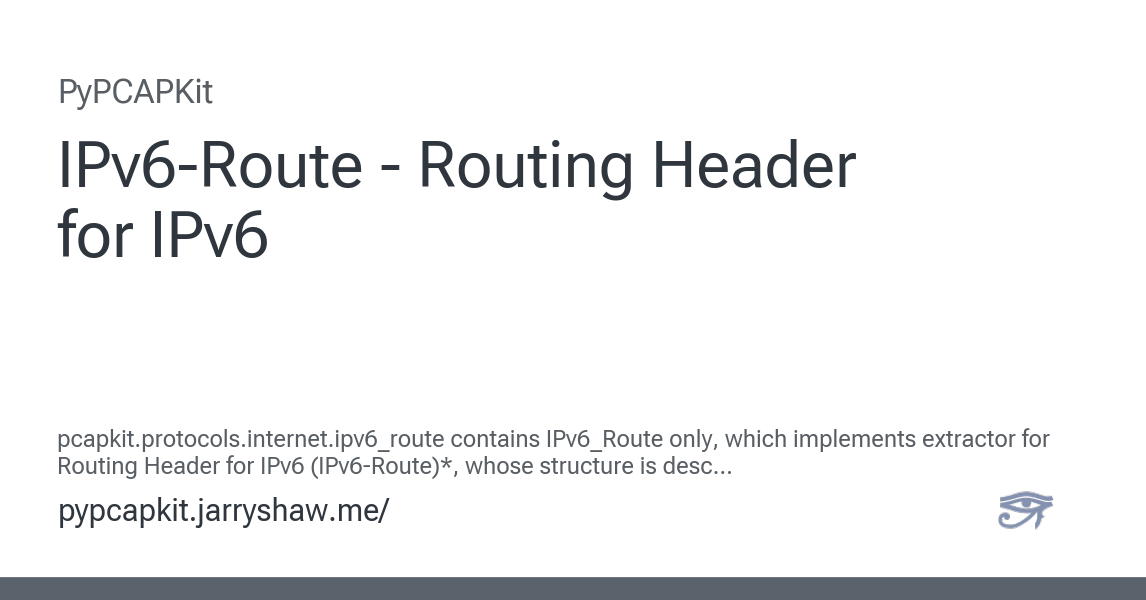 PyPCAPKit
IPv6-Route - Routing Header
for IPv6
pcapkit.protocols.internet.ipv6_route contains IPv6_Route only, which implements extractor for
Routing Header for IPv6 (IPv6-Route)*, whose structure is desc...
pypcapkit.jarryshaw.me/